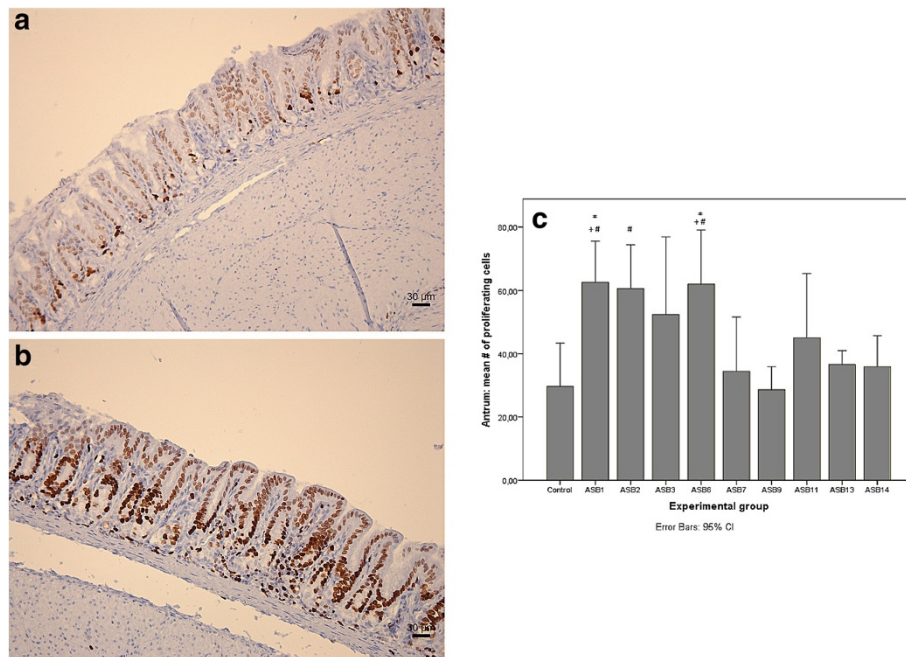 a
30 µm
b
30 µm
c
Antrum: mean # of proliferating cells
80,00
60,00
40,00
20,00
,00
*
+#
#
*
+#
Control ASB1 ASB2 ASB3 ASB6 ASB7 ASB9 ASB11 ASB13 ASB14
Experimental group
Error Bars: 95% CI